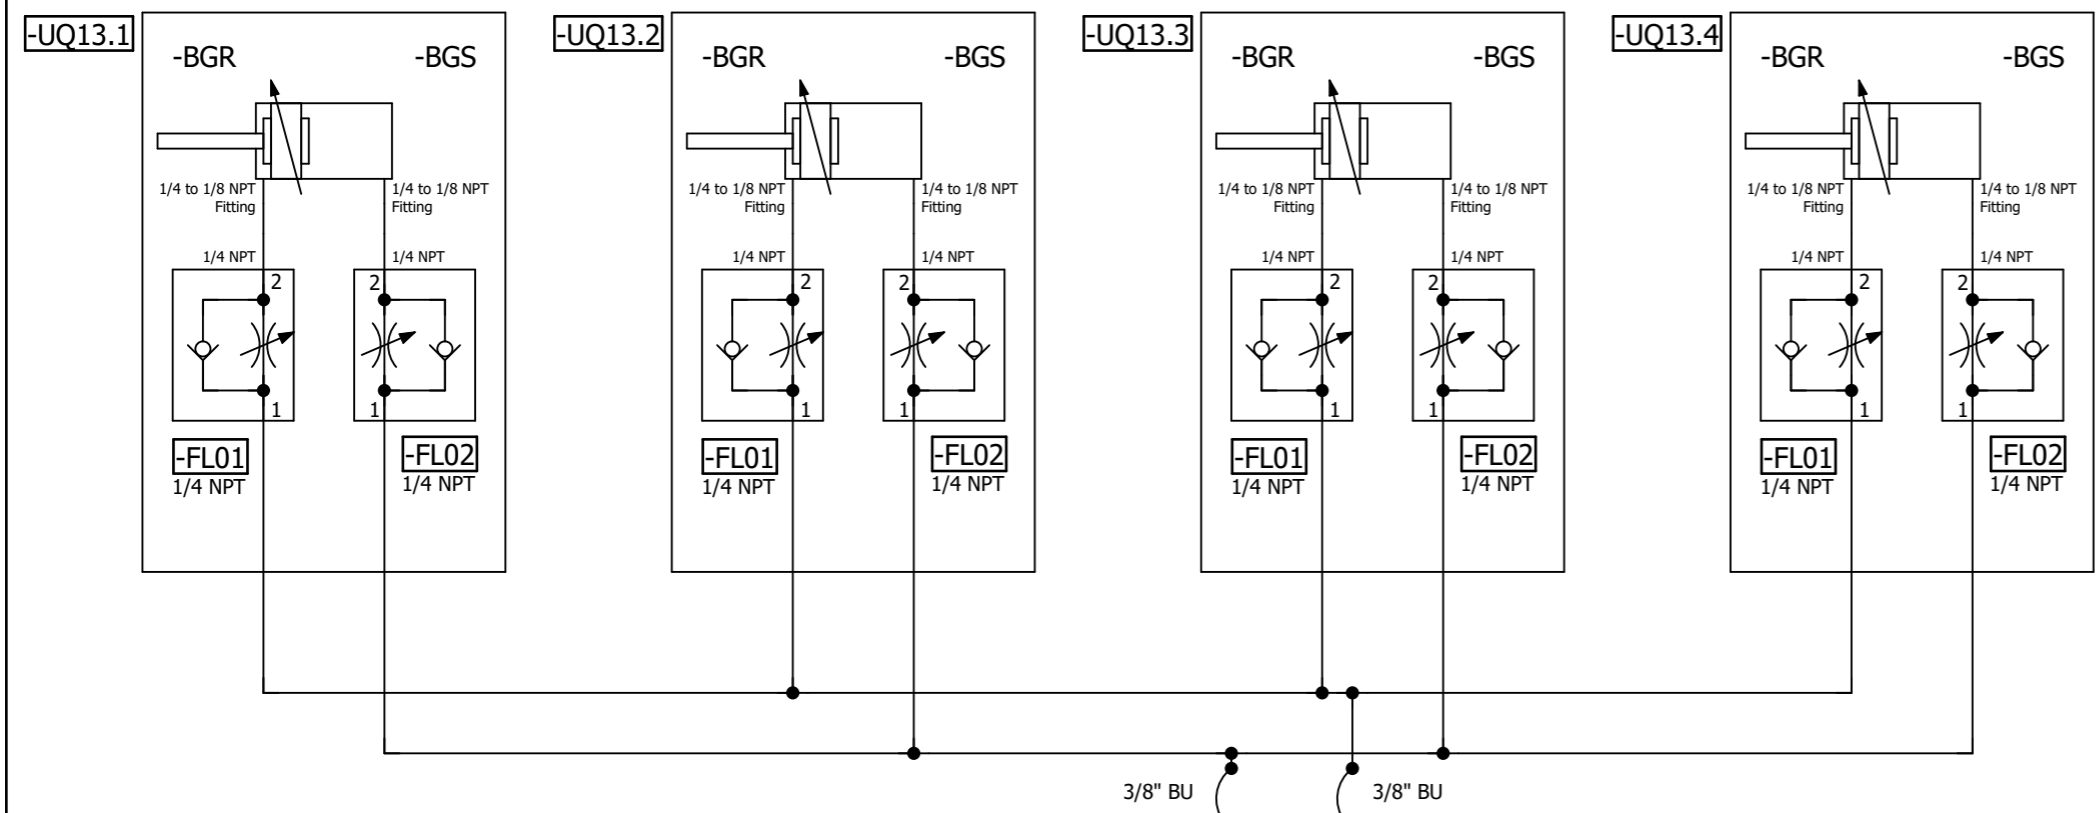 -UQ13.1
-BGR
-BGS
1/4 to 1/8 NPT
Fitting
1/4 to 1/8 NPT
Fitting
1/4 NPT
1/4 NPT
2
2
1
1
-FL01
1/4 NPT
-FL02
1/4 NPT
-UQ13.2
-BGR
-BGS
1/4 to 1/8 NPT
Fitting
1/4 to 1/8 NPT
Fitting
1/4 NPT
1/4 NPT
2
2
1
1
-FL01
1/4 NPT
-FL02
1/4 NPT
-UQ13.3
-BGR
-BGS
1/4 to 1/8 NPT
Fitting
1/4 to 1/8 NPT
Fitting
1/4 NPT
1/4 NPT
2
2
1
1
-FL01
1/4 NPT
-FL02
1/4 NPT
-UQ13.4
-BGR
-BGS
1/4 to 1/8 NPT
Fitting
1/4 to 1/8 NPT
Fitting
1/4 NPT
1/4 NPT
2
2
1
1
-FL01
1/4 NPT
-FL02
1/4 NPT
3/8" BU
3/8" BU